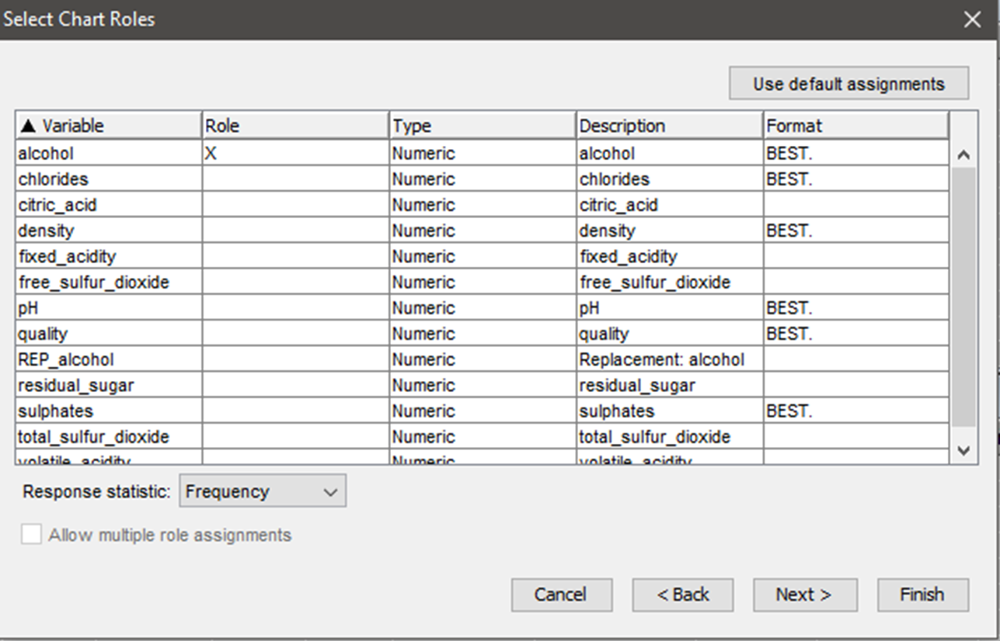 Select Chart Roles
Use default assignments
▲ Variable Role Type Description Format
alcohol X Numeric alcohol BEST.
chlorides Numeric chlorides BEST.
citric_acid Numeric citric_acid
density Numeric density BEST.
fixed_acidity Numeric fixed_acidity
free_sulfur_dioxide Numeric free_sulfur_dioxide
pH Numeric pH BEST.
quality Numeric quality BEST.
REP_alcohol Numeric Replacement: alcohol
residual_sugar Numeric residual_sugar
sulphates Numeric sulphates BEST.
total_sulfur_dioxide Numeric total_sulfur_dioxide
volatile_acidity Numeric volatile_acidity
Response statistic: Frequency
Allow multiple role assignments
Cancel < Back Next > Finish